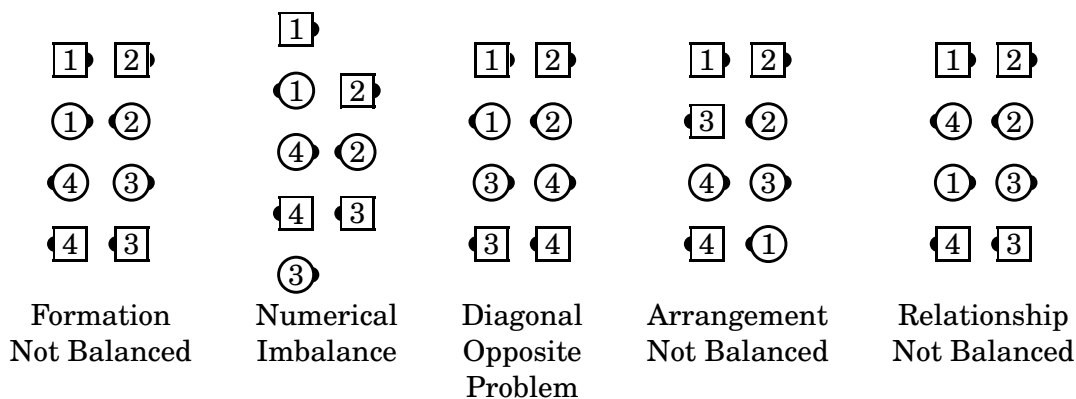 1 2 1 2 4 3 4 3
1 1 2 4 2 4 3 3
1 2 1 2 3 4 3 4
1 2 3 2 4 3 4 1
1 2 4 2 1 3 4 3
Formation
Not Balanced
Numerical
Imbalance
Diagonal
Opposite
Problem
Arrangement
Not Balanced
Relationship
Not Balanced